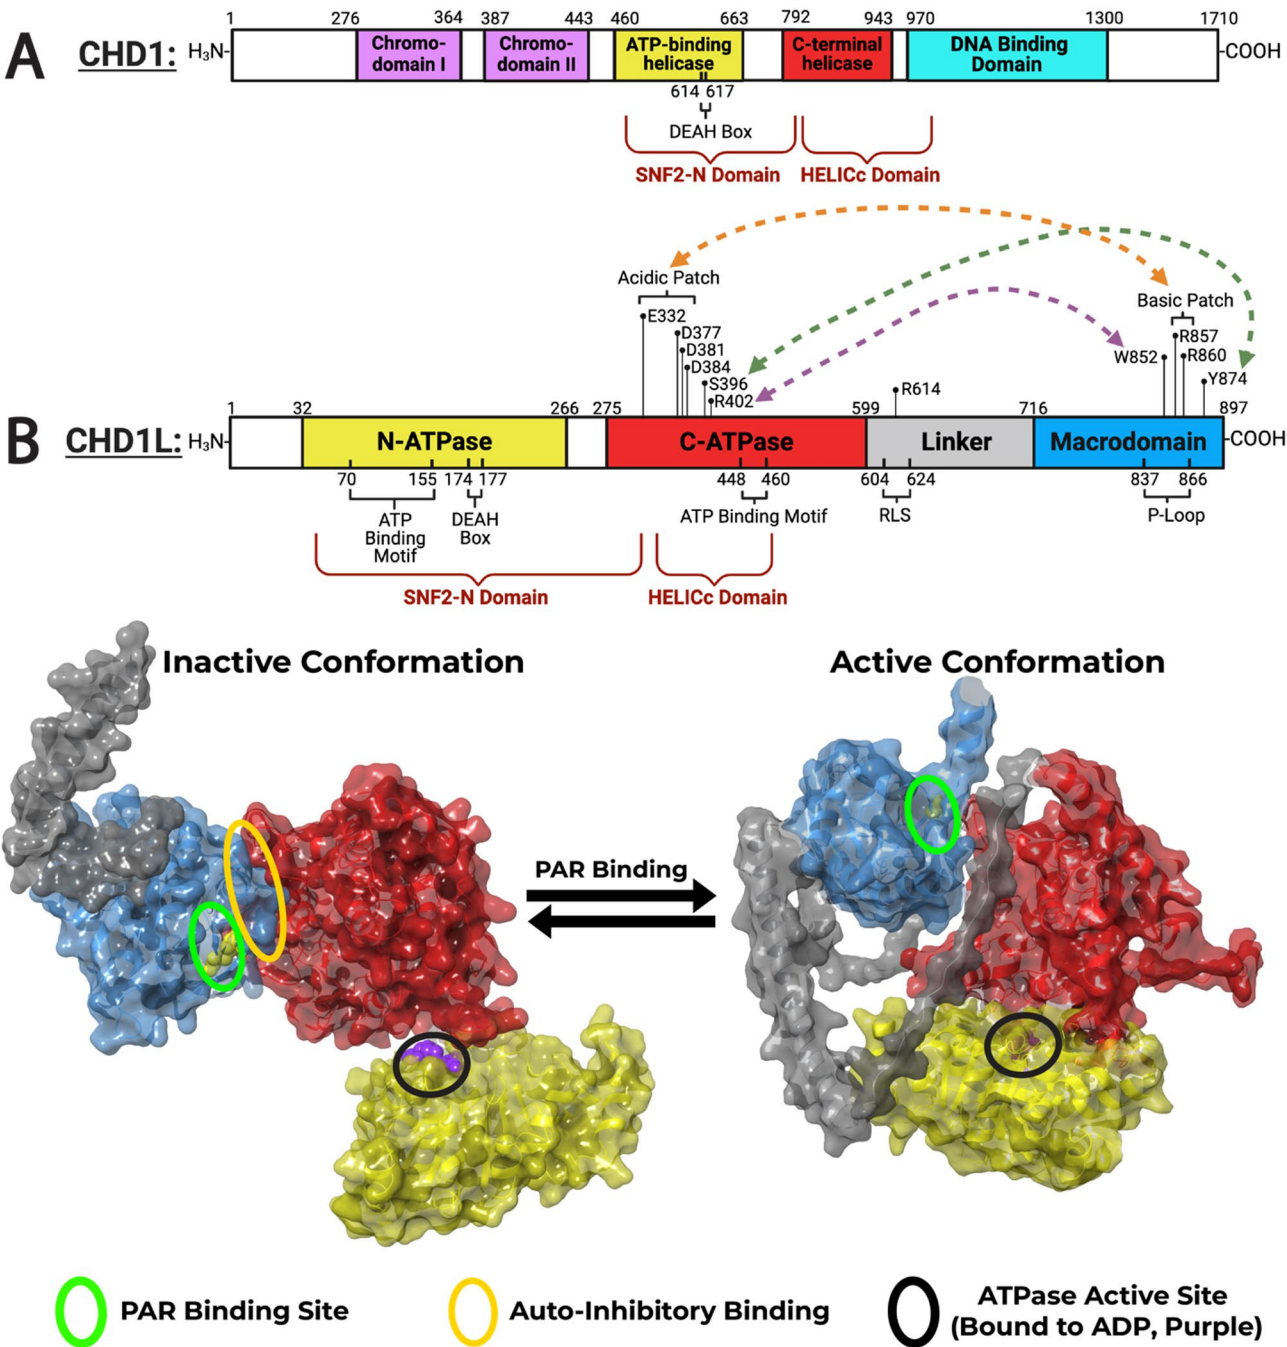 1 276 364 387 443 460 663 792 943 970 1300 1710
A CHD1: H₃N- Chromo-domain I Chromo-domain II ATP-binding helicase C-terminal helicase DNA Binding Domain -COOH
614 617
DEAH Box
SNF2-N Domain HELICc Domain
Acidic Patch
Basic Patch
E332
D377
D381
D384
S396
R402
R614
W852
R857
R860
Y874
1 32 266 275 599 716 897
B CHD1L: H₃N- N-ATPase C-ATPase Linker Macrodomain -COOH
70 155 174 177 448 460 604 624 837 866
ATP Binding Motif
DEAH Box
ATP Binding Motif
RLS
P-Loop
SNF2-N Domain HELICc Domain
Inactive Conformation Active Conformation
PAR Binding
PAR Binding Site
Auto-Inhibitory Binding
ATPase Active Site
(Bound to ADP, Purple)